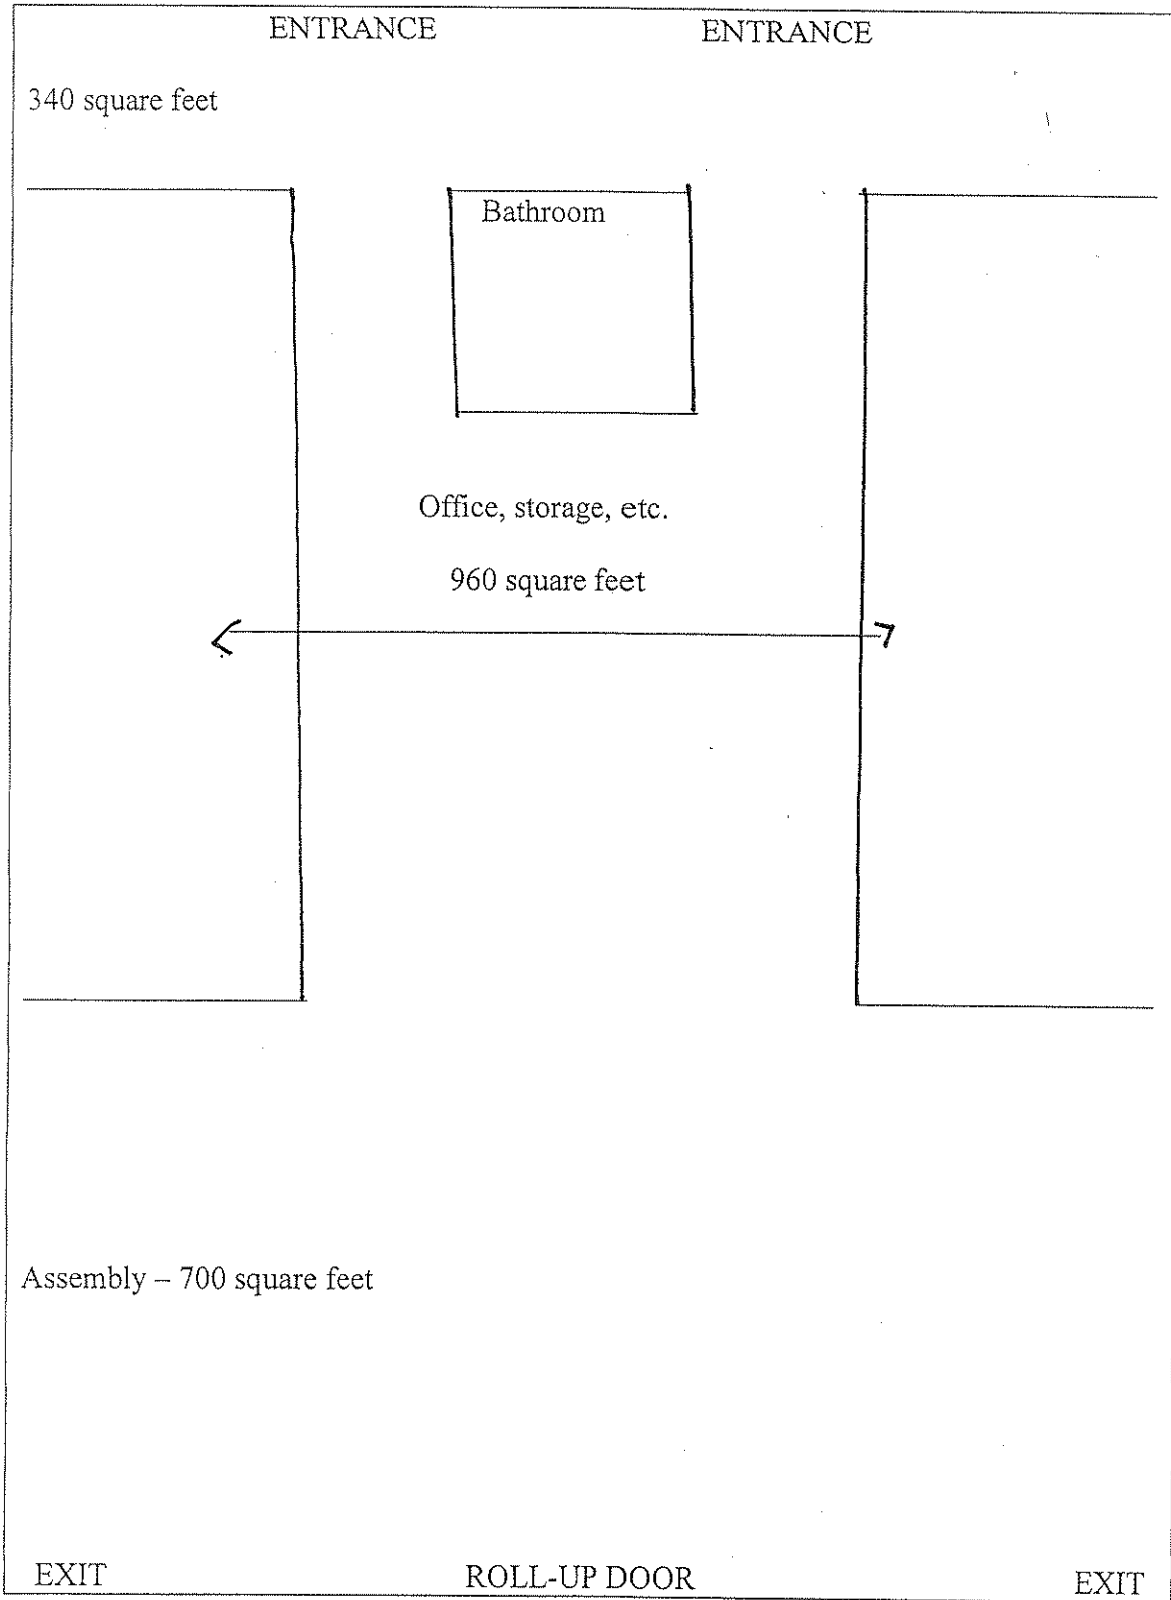 ENTRANCE ENTRANCE
340 square feet
Bathroom
Office, storage, etc.
960 square feet
Assembly – 700 square feet
EXIT ROLL-UP DOOR EXIT